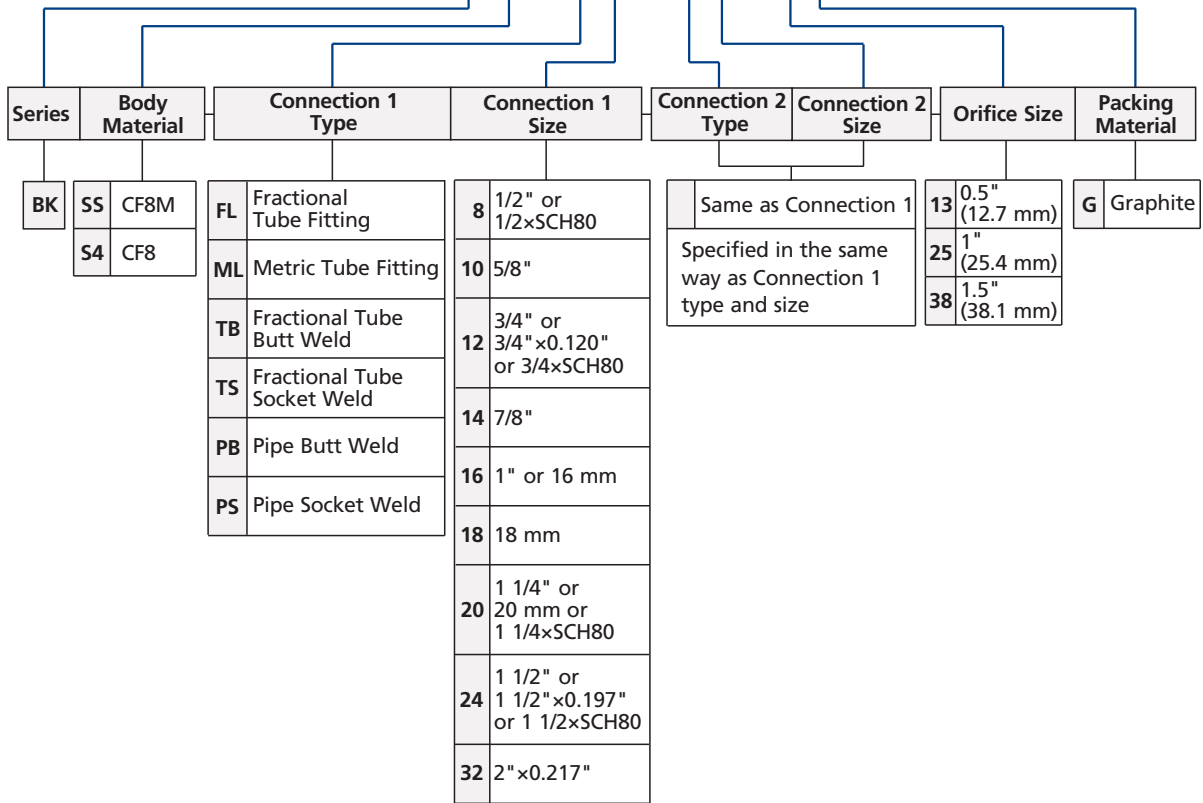 Series
Body
Material
Connection 1
Type
Connection 1
Size
Connection 2
Type
Connection 2
Size
Orifice Size
Packing
Material
BK
SS CF8M
S4 CF8
FL Fractional
Tube Fitting
ML Metric Tube Fitting
TB Fractional Tube
Butt Weld
TS Fractional Tube
Socket Weld
PB Pipe Butt Weld
PS Pipe Socket Weld
8 1/2" or
1/2×SCH80
10 5/8"
12 3/4" or
3/4"×0.120"
or 3/4×SCH80
14 7/8"
16 1" or 16 mm
18 18 mm
20 1 1/4" or
20 mm or
1 1/4×SCH80
24 1 1/2" or
1 1/2"×0.197"
or 1 1/2×SCH80
32 2"×0.217"
Same as Connection 1
Specified in the same
way as Connection 1
type and size
13 0.5"
(12.7 mm)
25 1"
(25.4 mm)
38 1.5"
(38.1 mm)
G Graphite